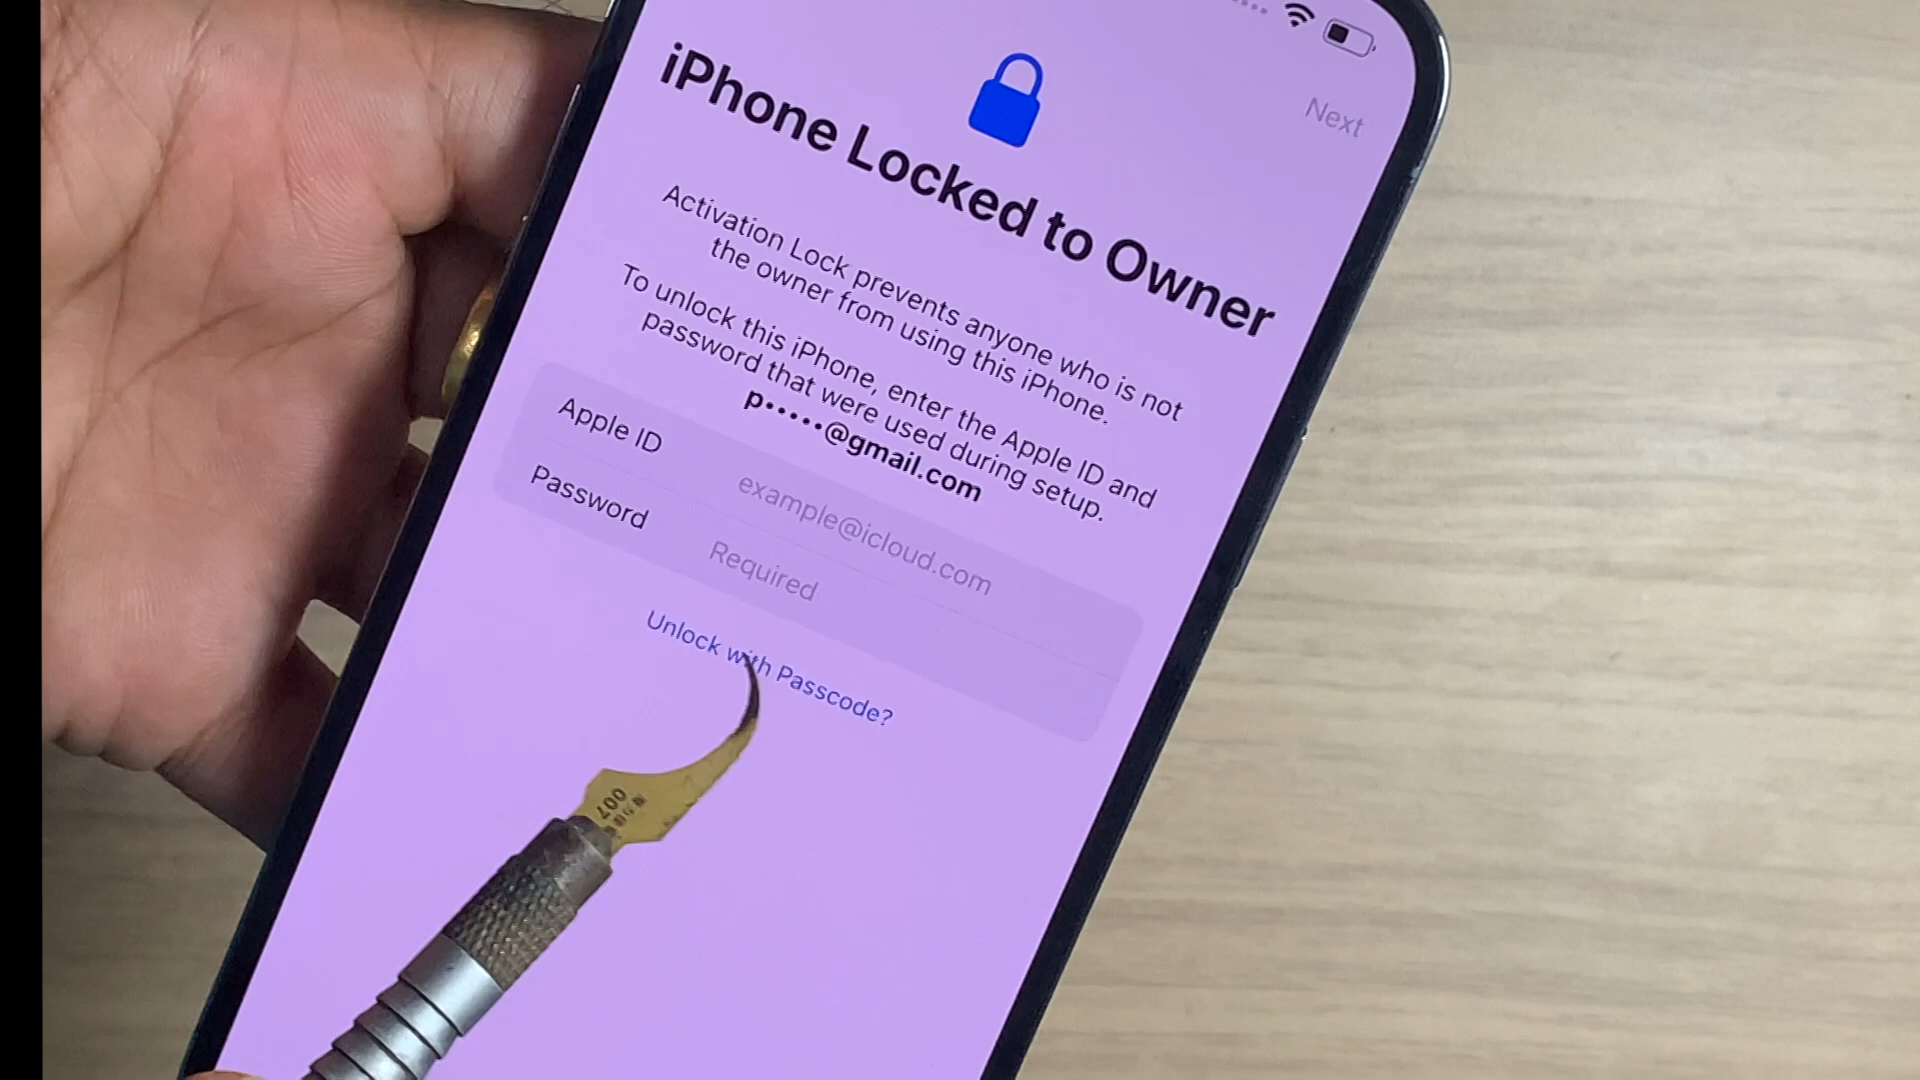 Next
iPhone Locked to Owner
Activation Lock prevents anyone who is not
the owner from using this iPhone.
To unlock this iPhone, enter the Apple ID and
password that were used during setup.
p•••••@gmail.com
Apple ID
example@icloud.com
Password
Required
Unlock with Passcode?
007